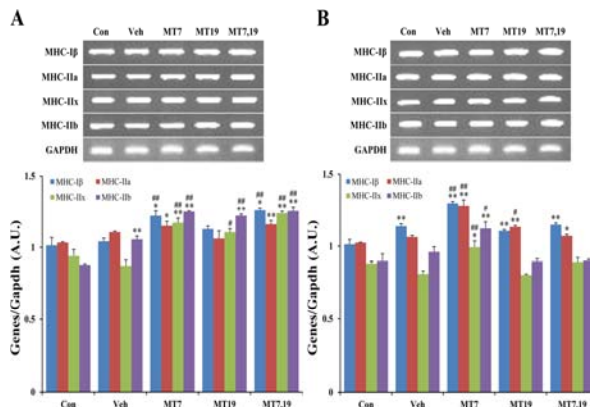 A
Con Veh MT7 MT19 MT7,19
MHC-Iβ
MHC-IIa
MHC-IIx
MHC-IIb
GAPDH
1.5
MHC-Iβ MHC-IIa
MHC-IIx MHC-IIb
Genes/Gapdh (A.U.)
1
0.5
0
** ## * * ## ** ## ** # ** ## ** ## * ** ## ** ## **
Con Veh MT7 MT19 MT7,19
B
Con Veh MT7 MT19 MT7,19
MHC-Iβ
MHC-IIa
MHC-IIx
MHC-IIb
GAPDH
1.5
MHC-Iβ MHC-IIa
MHC-IIx MHC-IIb
Genes/Gapdh (A.U.)
1
0.5
0
** ## ** ## ** ## * # ** ** # ** ** *
Con Veh MT7 MT19 MT7,19